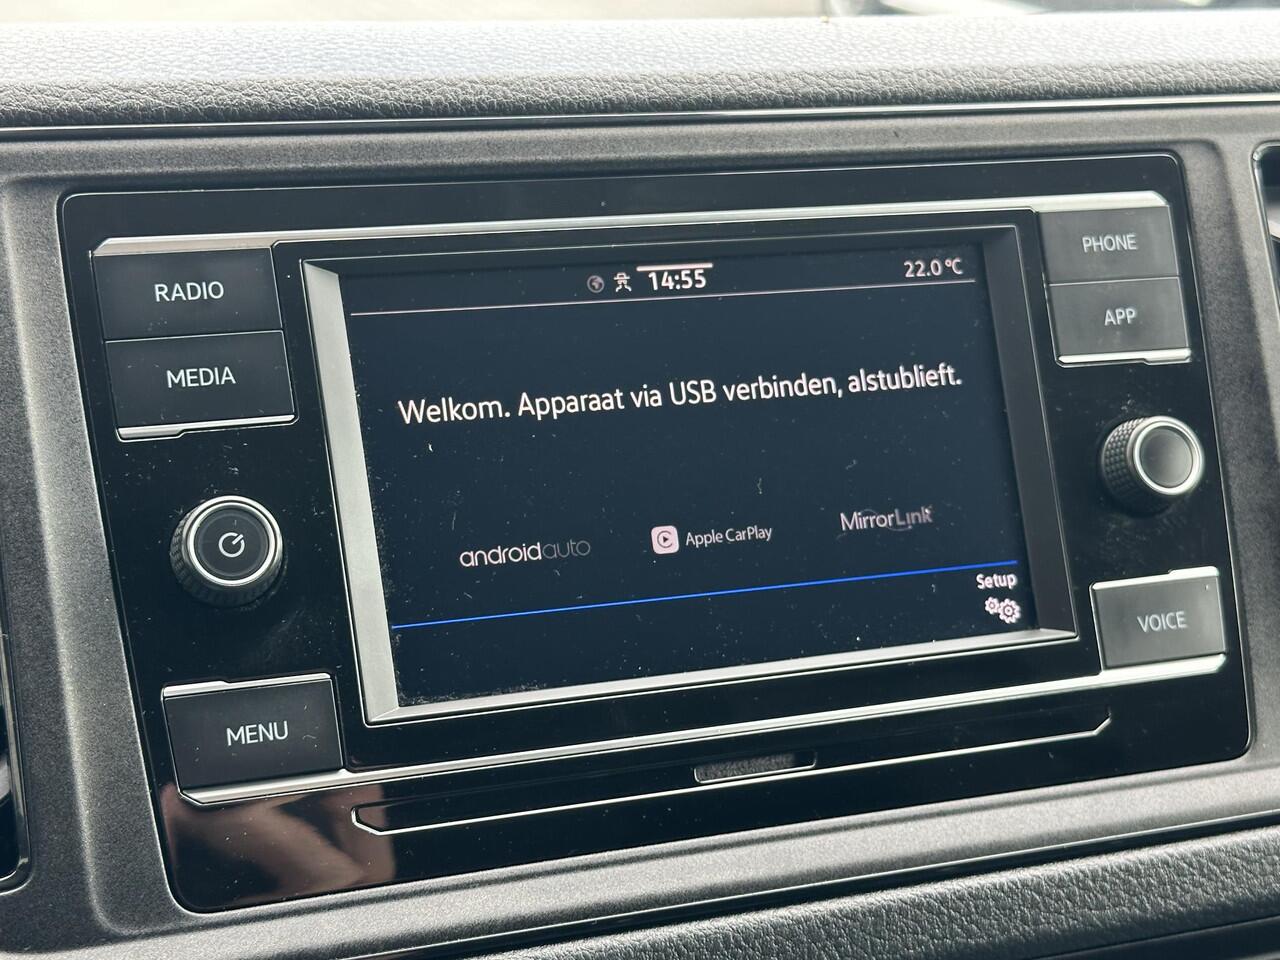 RADIO
MEDIA
MENU
14:55
22.0 °C
Welkom. Apparaat via USB verbinden, alstublieft.
androidauto
Apple CarPlay
MirrorLink
Setup
PHONE
APP
VOICE